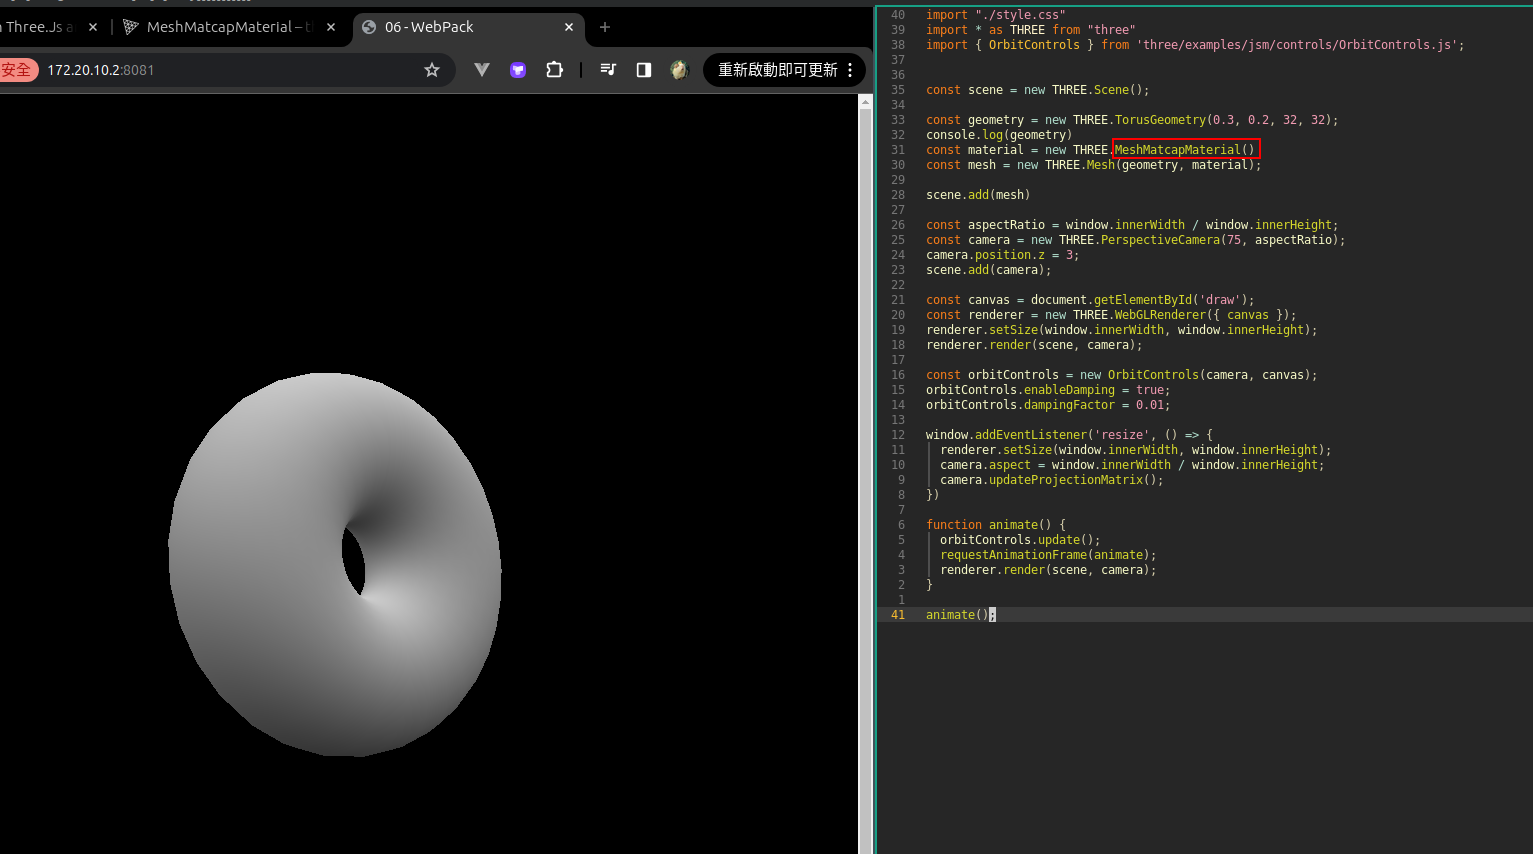 Three.Js a
MeshMatcapMaterial – t
06 - WebPack
安全
172.20.10.2:8081
重新啟動即可更新
40 import "./style.css"
39 import * as THREE from "three"
38 import { OrbitControls } from 'three/examples/jsm/controls/OrbitControls.js';
37
36
35 const scene = new THREE.Scene();
34
33 const geometry = new THREE.TorusGeometry(0.3, 0.2, 32, 32);
32 console.log(geometry)
31 const material = new THREE.MeshMatcapMaterial()
30 const mesh = new THREE.Mesh(geometry, material);
29
28 scene.add(mesh)
27
26 const aspectRatio = window.innerWidth / window.innerHeight;
25 const camera = new THREE.PerspectiveCamera(75, aspectRatio);
24 camera.position.z = 3;
23 scene.add(camera);
22
21 const canvas = document.getElementById('draw');
20 const renderer = new THREE.WebGLRenderer({ canvas });
19 renderer.setSize(window.innerWidth, window.innerHeight);
18 renderer.render(scene, camera);
17
16 const orbitControls = new OrbitControls(camera, canvas);
15 orbitControls.enableDamping = true;
14 orbitControls.dampingFactor = 0.01;
13
12 window.addEventListener('resize', () => {
11 renderer.setSize(window.innerWidth, window.innerHeight);
10 camera.aspect = window.innerWidth / window.innerHeight;
9 camera.updateProjectionMatrix();
8 })
7
6 function animate() {
5 orbitControls.update();
4 requestAnimationFrame(animate);
3 renderer.render(scene, camera);
2 }
1
41 animate();